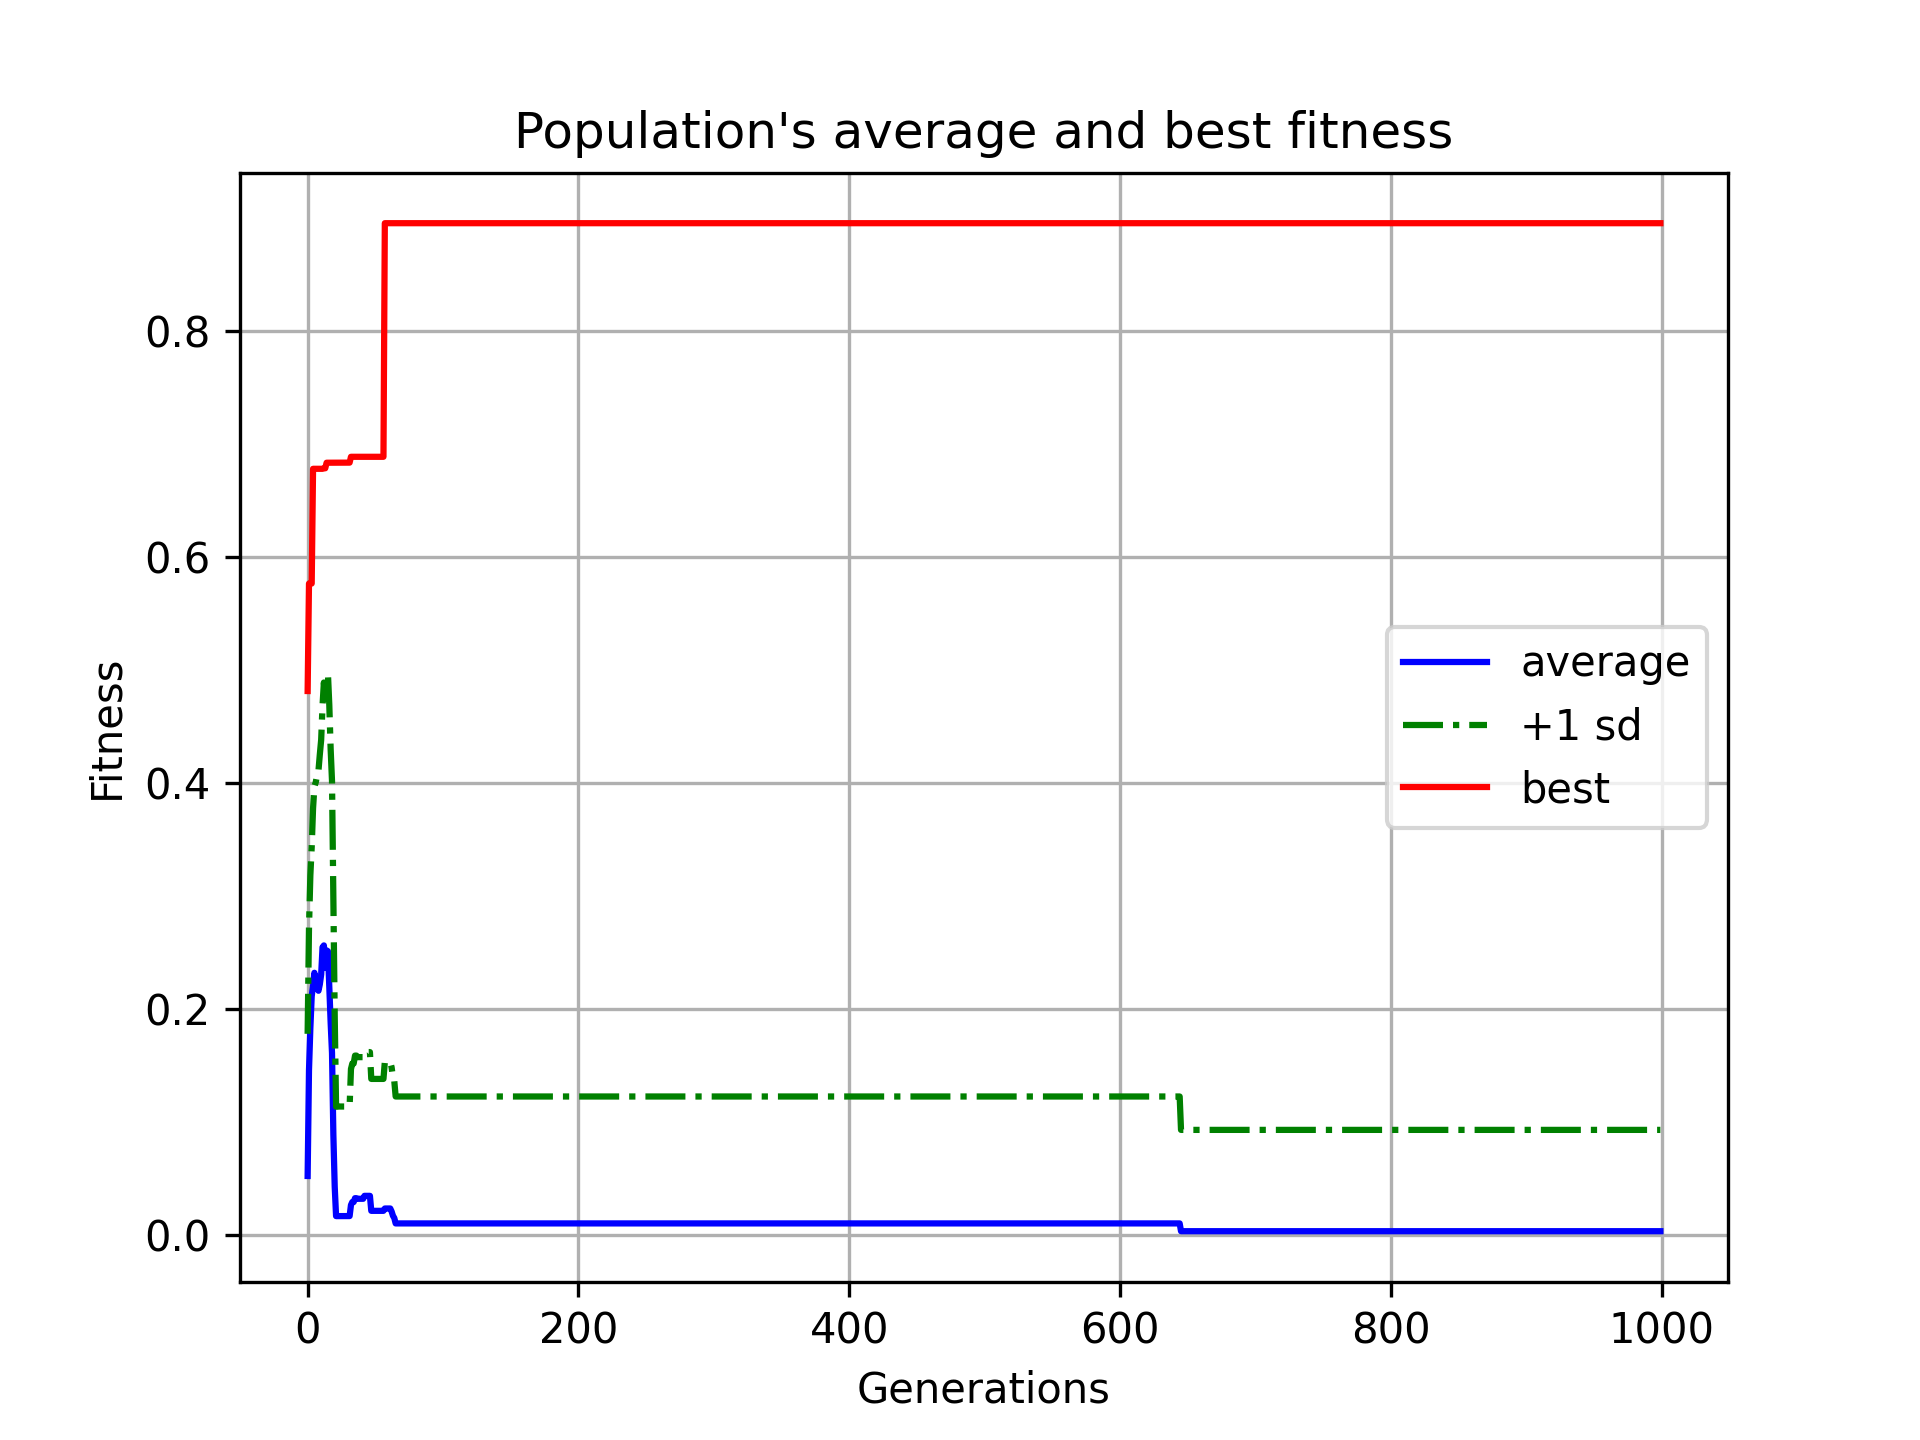 Population's average and best fitness
Fitness
0.8
0.6
0.4
0.2
0.0
average
+1 sd
best
0 200 400 600 800 1000
Generations